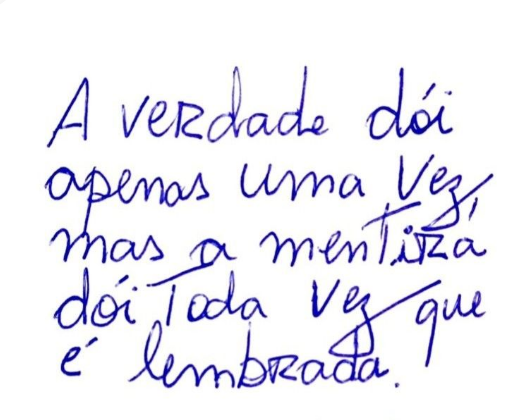 A verdade dói
apenas uma vez,
mas a mentira
dói toda vez que
é lembrada.